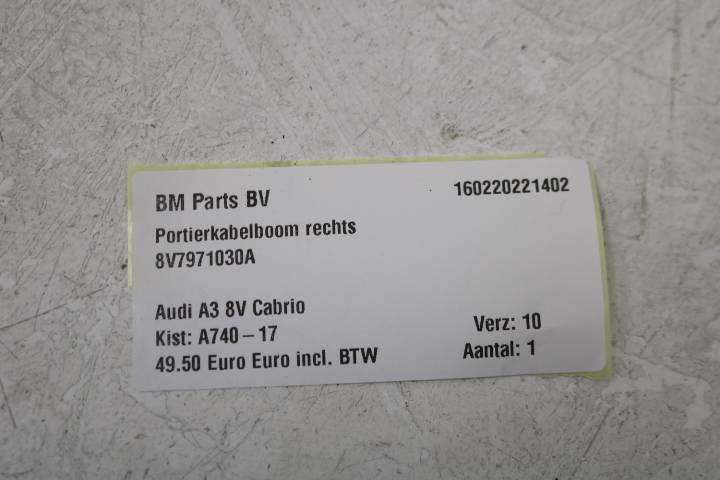 BM Parts BV 160220221402
Portierkabelboom rechts
8V7971030A
Audi A3 8V Cabrio
Kist: A740-17 Verz: 10
49.50 Euro Euro incl. BTW Aantal: 1